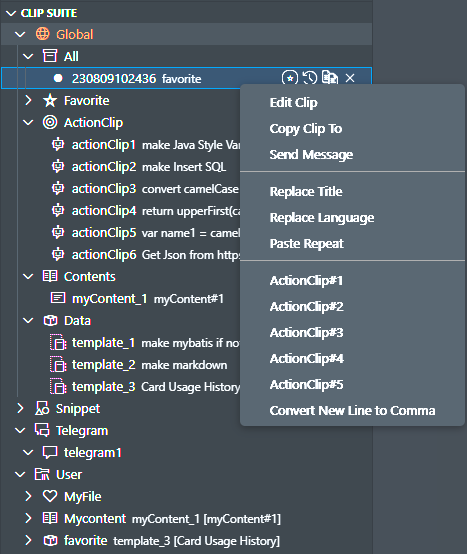 CLIP SUITE
Global
All
230809102436 favorite
Favorite
ActionClip
actionClip1 make Java Style Var
actionClip2 make Insert SQL
actionClip3 convert camelCase
actionClip4 return upperFirst(ca
actionClip5 var name1 = camel
actionClip6 Get Json from https
Contents
myContent_1 myContent#1
Data
template_1 make mybatis if not
template_2 make markdown
template_3 Card Usage History
Snippet
Telegram
telegram1
User
MyFile
Mycontent myContent_1 [myContent#1]
favorite template_3 [Card Usage History]
Edit Clip
Copy Clip To
Send Message
Replace Title
Replace Language
Paste Repeat
ActionClip#1
ActionClip#2
ActionClip#3
ActionClip#4
ActionClip#5
Convert New Line to Comma